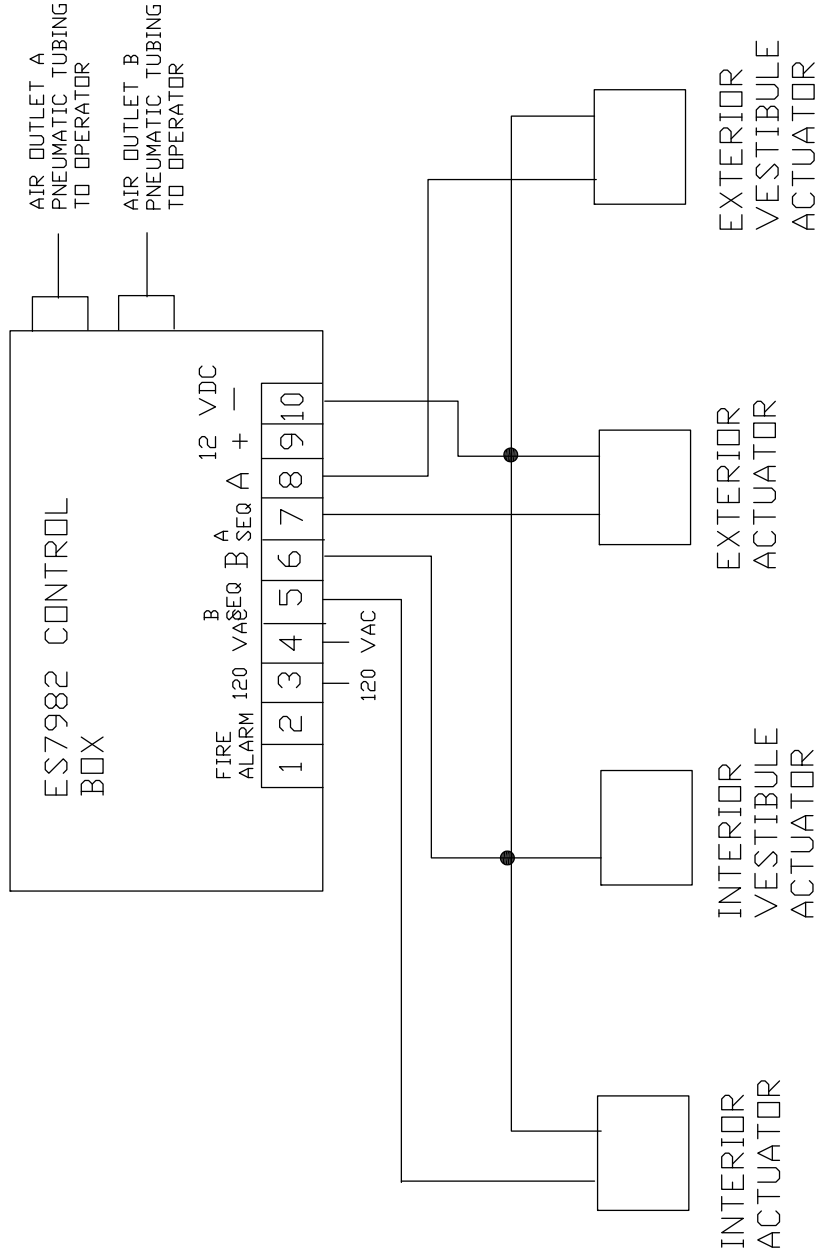 AIR OUTLET A
PNEUMATIC TUBING
TO OPERATOR
AIR OUTLET B
PNEUMATIC TUBING
TO OPERATOR
ES7982 CONTROL
BOX
FIRE
ALARM
120 VAC
B
SEQ
B
A
SEQ
A
12 VDC
+ −
1 2 3 4 5 6 7 8 9 10
120 VAC
INTERIOR
ACTUATOR
INTERIOR
VESTIBULE
ACTUATOR
EXTERIOR
ACTUATOR
EXTERIOR
VESTIBULE
ACTUATOR